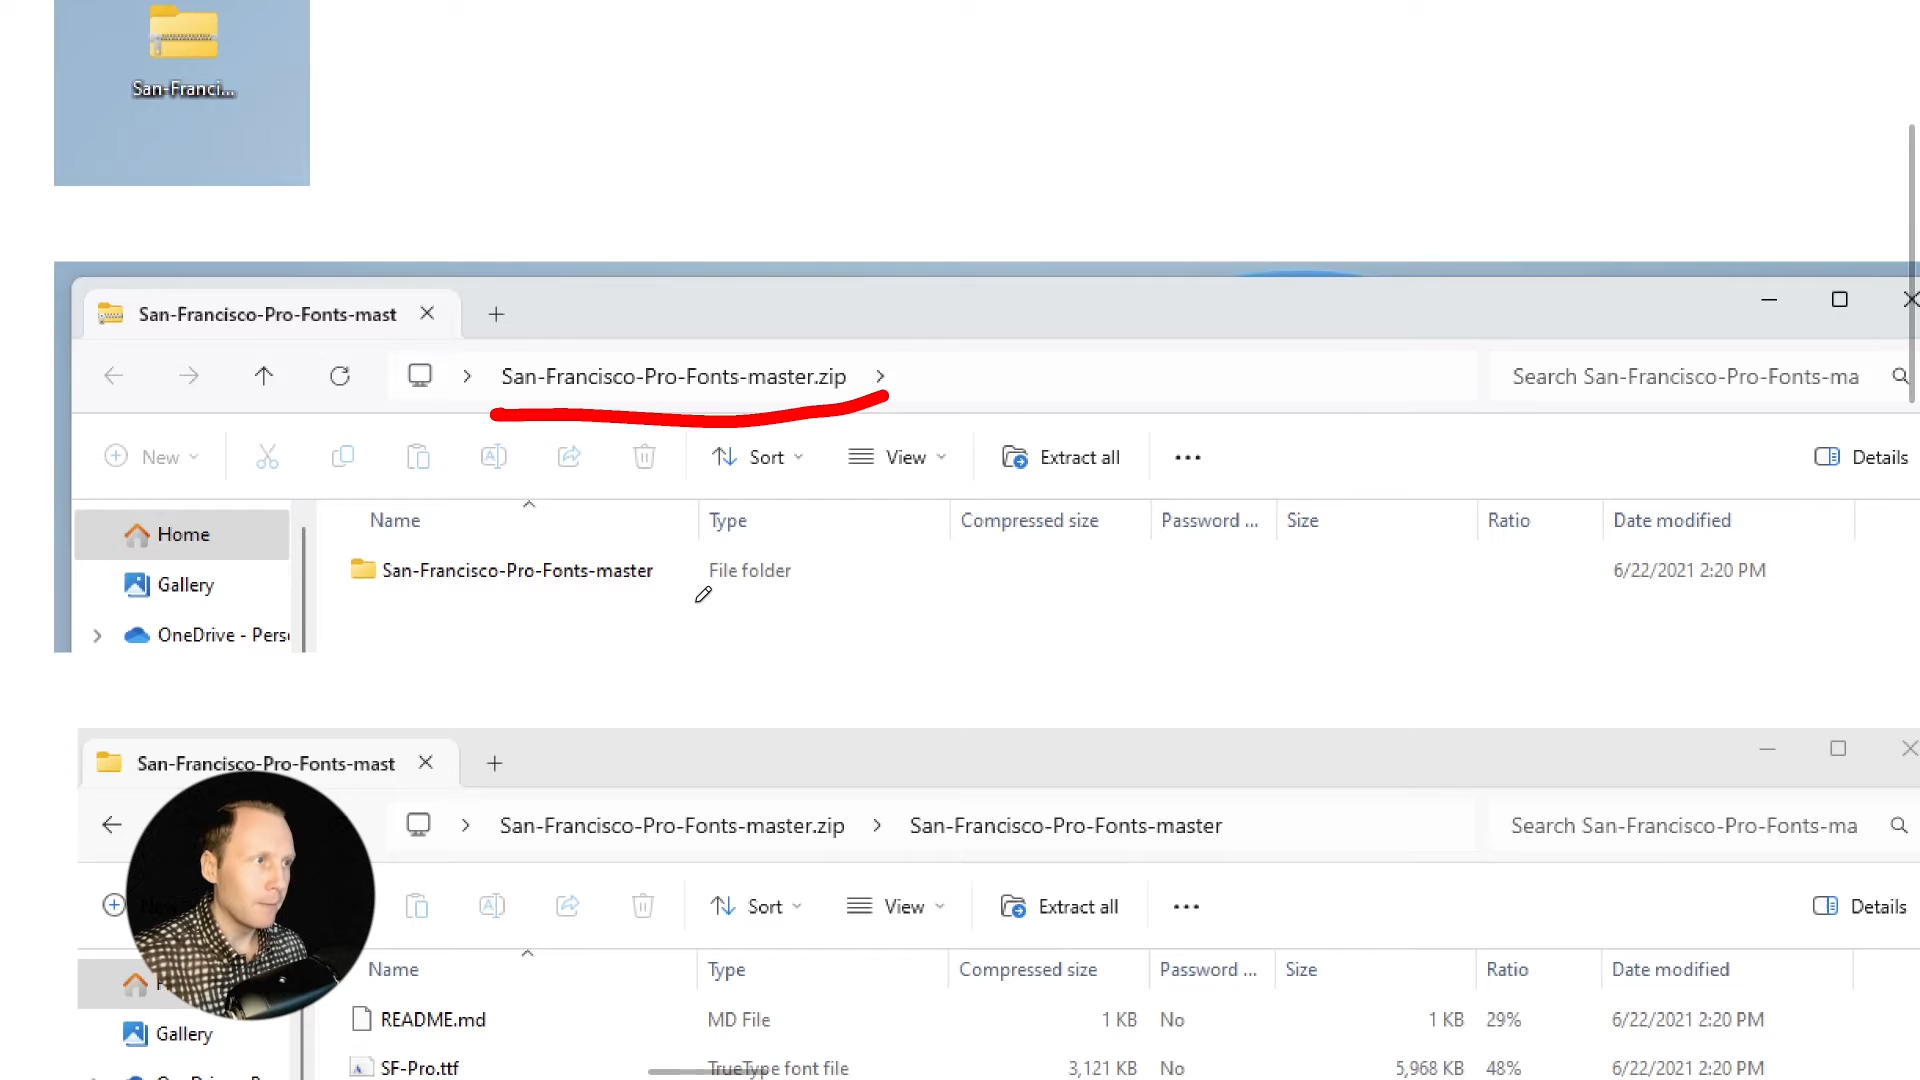 San-Franci...
San-Francisco-Pro-Fonts-mast
San-Francisco-Pro-Fonts-master.zip
Search San-Francisco-Pro-Fonts-ma
New
Sort
View
Extract all
Details
Name Type Compressed size Password ... Size Ratio Date modified
Home
San-Francisco-Pro-Fonts-master File folder 6/22/2021 2:20 PM
Gallery
OneDrive - Pers
San-Francisco-Pro-Fonts-mast
San-Francisco-Pro-Fonts-master.zip San-Francisco-Pro-Fonts-master
Search San-Francisco-Pro-Fonts-ma
Sort
View
Extract all
Details
Name Type Compressed size Password ... Size Ratio Date modified
README.md MD File 1 KB No 1 KB 29% 6/22/2021 2:20 PM
Gallery
SF-Pro.ttf TrueType font file 3,121 KB No 5,968 KB 48% 6/22/2021 2:20 PM